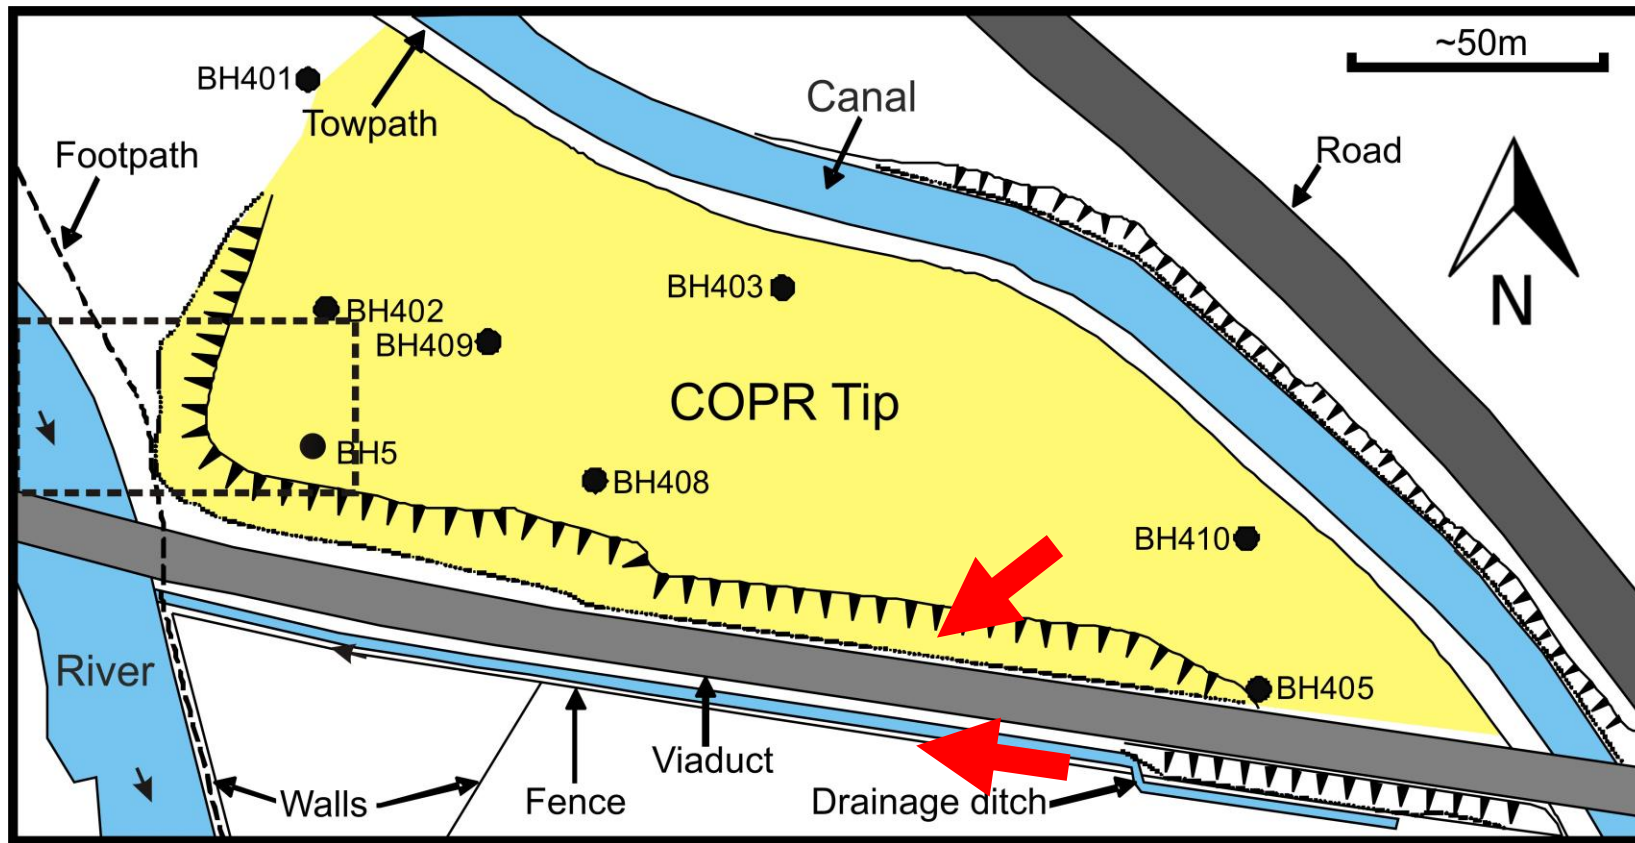 ~50m
BH401
Canal
Towpath
Footpath
Road
BH403
N
BH402
BH409
COPR Tip
BH5
BH408
BH410
River
BH405
Viaduct
Walls
Fence
Drainage ditch